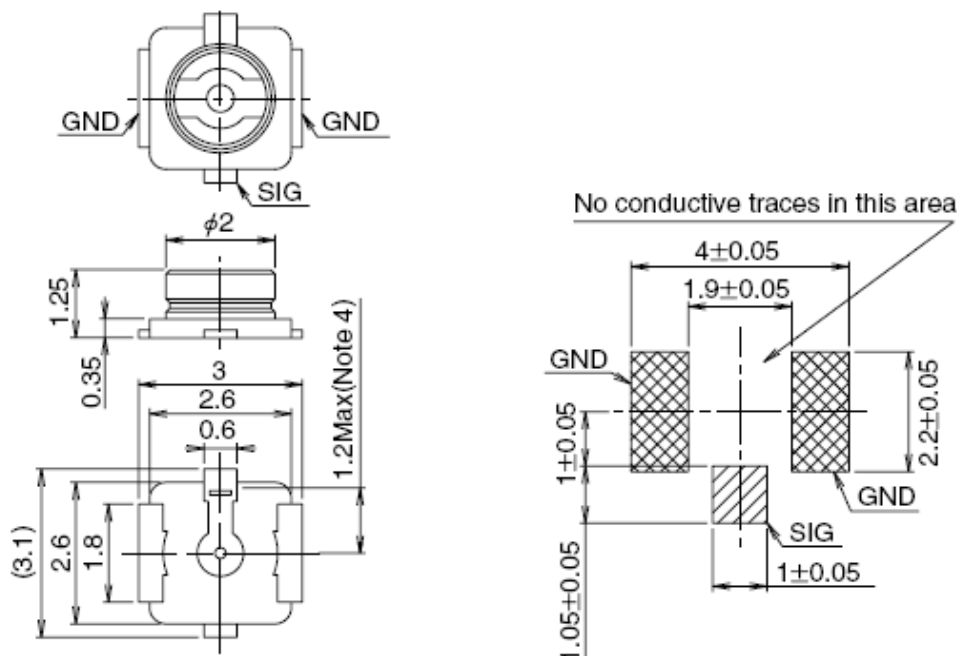 GND
GND
SIG
ϕ2
1.25
0.35
3
2.6
0.6
1.2Max(Note 4)
(3.1)
2.6
1.8
No conductive traces in this area
4±0.05
1.9±0.05
GND
1±0.05
2.2±0.05
GND
SIG
1±0.05
1.05±0.05